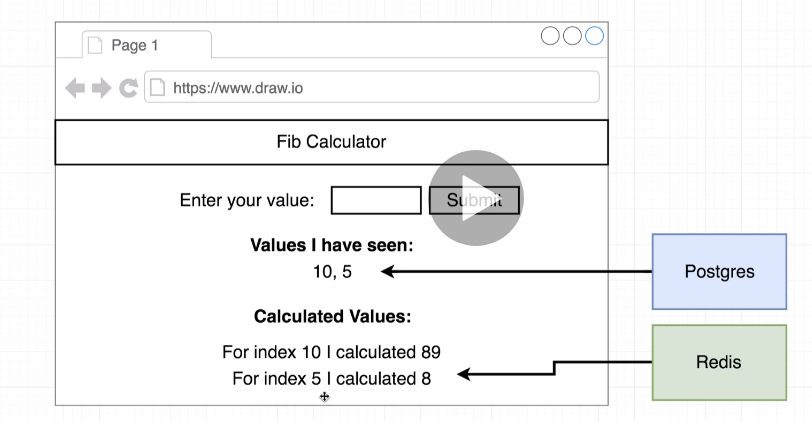 Page 1
https://www.draw.io
Fib Calculator
Enter your value: Submit
Values I have seen:
10, 5
Postgres
Calculated Values:
For index 10 I calculated 89
For index 5 I calculated 8
Redis